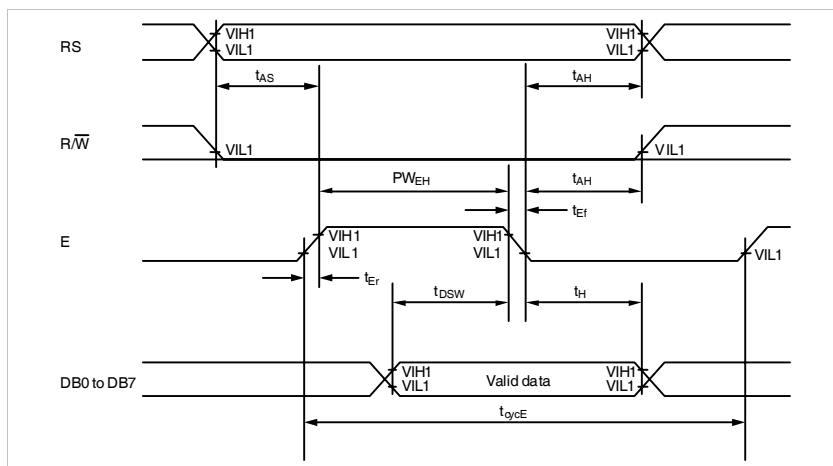 RS
VIH1
VIL1
VIH1
VIL1
tAS
tAH
R/W̅
VIL1
VIL1
PWEH
tAH
tEf
E
VIH1
VIL1
VIH1
VIL1
VIL1
tEr
tDSW
tH
DB0 to DB7
VIH1
VIL1
Valid data
VIH1
VIL1
tcycE